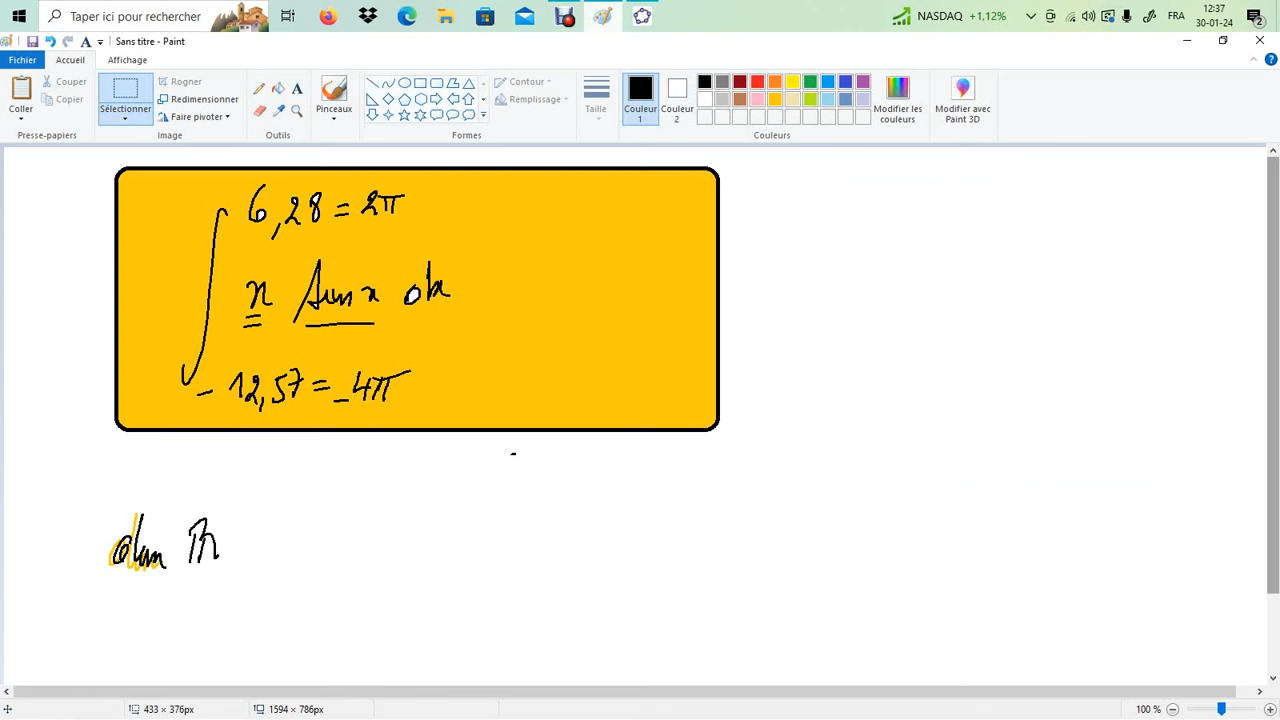 Taper ici pour rechercher
NASDAQ +1,12%
FRA
12:37
30-01-24
2
Sans titre - Paint
Fichier
Accueil
Affichage
Coller
Couper
Copier
Presse-papiers
Sélectionner
Rogner
Redimensionner
Faire pivoter
Image
A
Outils
Pinceaux
Contour
Remplissage
Formes
Taille
Couleur 1
Couleur 2
Modifier les couleurs
Couleurs
Modifier avec Paint 3D
∫ 6,28 = 2π
x sin x dx
- 12,57 = -4π
Th
433 × 376px
1594 × 786px
100 %